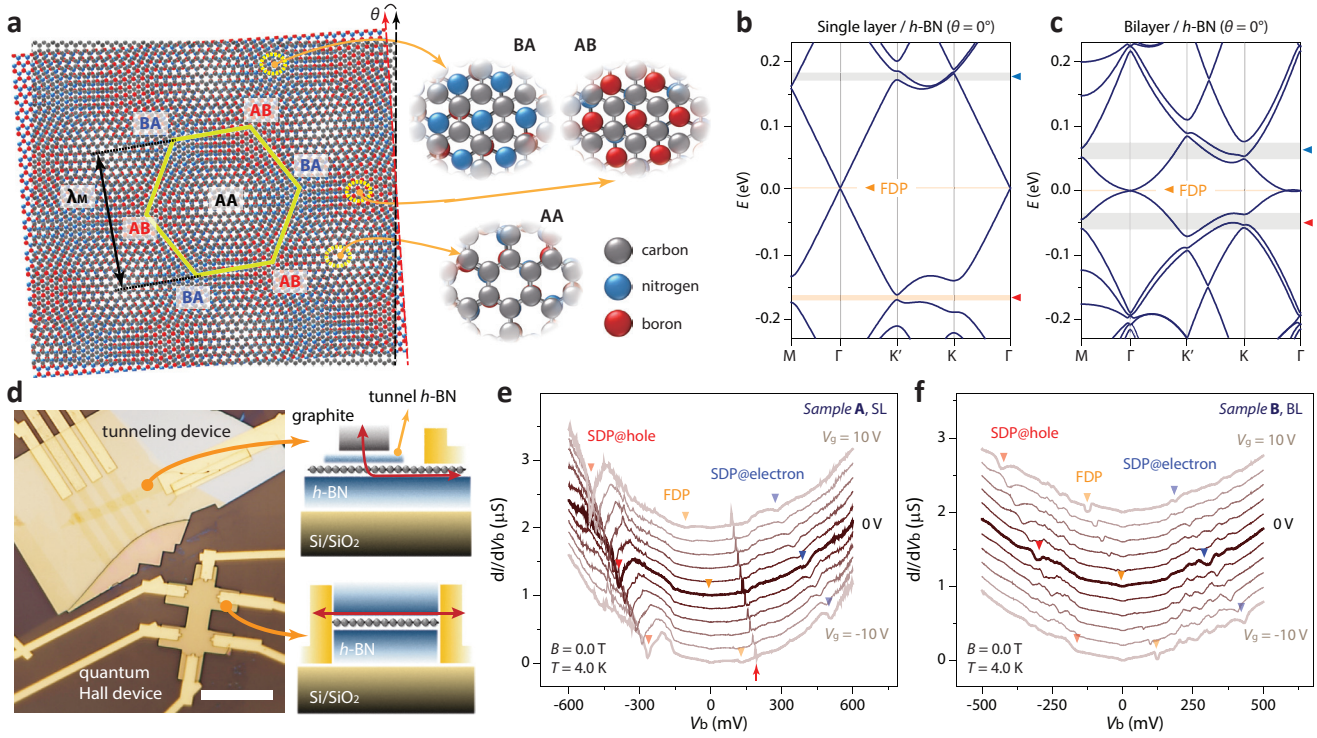 a
θ
BA
AB
AB
BA
BA
λM
AA
AB
AB
BA
AA
carbon
nitrogen
boron
b
Single layer / h-BN (θ = 0°)
E (eV)
0.2
0.1
0.0
-0.1
-0.2
FDP
M Γ K′ K Γ
c
Bilayer / h-BN (θ = 0°)
E (eV)
0.2
0.1
0.0
-0.1
-0.2
FDP
M Γ K′ K Γ
d
tunneling device
quantum
Hall device
graphite
tunnel h-BN
h-BN
Si/SiO2
h-BN
Si/SiO2
e
Sample A, SL
Vg = 10 V
SDP@hole
SDP@electron
FDP
0 V
Vg = -10 V
B = 0.0 T
T = 4.0 K
dI/dVb (μS)
3
2
1
0
-600 -300 0 300 600
Vb (mV)
f
Sample B, BL
SDP@hole
Vg = 10 V
FDP
SDP@electron
0 V
Vg = -10 V
B = 0.0 T
T = 4.0 K
dI/dVb (μS)
3
2
1
0
-500 -250 0 250 500
Vb (mV)